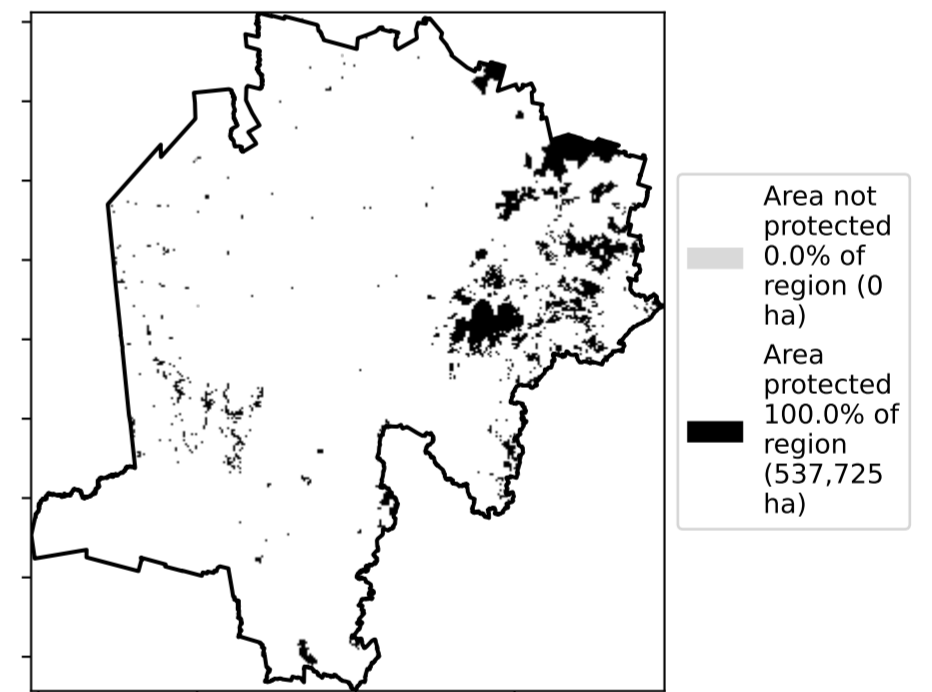 Area not
protected
0.0% of
region (0
ha)
Area
protected
100.0% of
region
(537,725
ha)